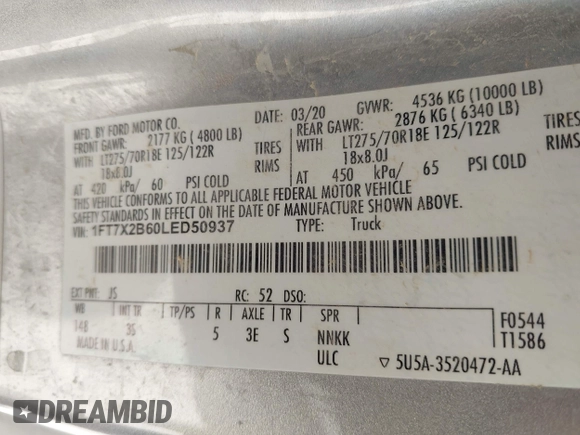 MFD. BY FORD MOTOR CO.
DATE: 03/20 GVWR: 4536 KG (10000 LB)
FRONT GAWR: 2177 KG (4800 LB)
REAR GAWR: 2876 KG (6340 LB)
WITH LT275/70R18E 125/122R TIRES
WITH LT275/70R18E 125/122R TIRES
18x8.0J RIMS
18x8.0J RIMS
AT 420 kPa/ 60 PSI COLD
AT 450 kPa/ 65 PSI COLD
THIS VEHICLE CONFORMS TO ALL APPLICABLE FEDERAL MOTOR VEHICLE
SAFETY STANDARDS IN EFFECT ON THE DATE OF MANUFACTURE SHOWN ABOVE.
VIN: 1FT7X2B60LED50937 TYPE: Truck
EXT PNT: JS RC: 52 DSO:
WB INT TR TP/PS R AXLE TR SPR
148 3S 5 3E S NNKK
ULC
F0544
T1586
MADE IN U.S.A.
▽ 5U5A-3520472-AA
DREAMBID
.COM